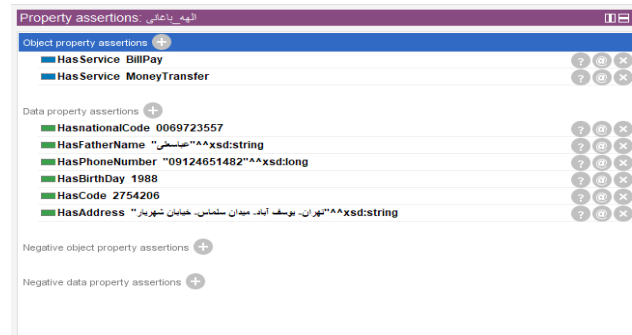 Property assertions: الهه_باغانی
Object property assertions
HasService BillPay
HasService MoneyTransfer
Data property assertions
HasnationalCode 0069723557
HasFatherName "عباسعلی"^^xsd:string
HasPhoneNumber "09124651482"^^xsd:long
HasBirthDay 1988
HasCode 2754206
HasAddress "تهران- یوسف آباد- میدان سلماس- خیابان شهریار"^^xsd:string
Negative object property assertions
Negative data property assertions